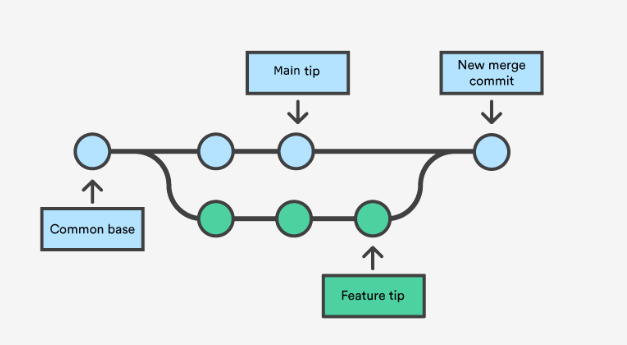 Main tip
New merge
commit
Common base
Feature tip